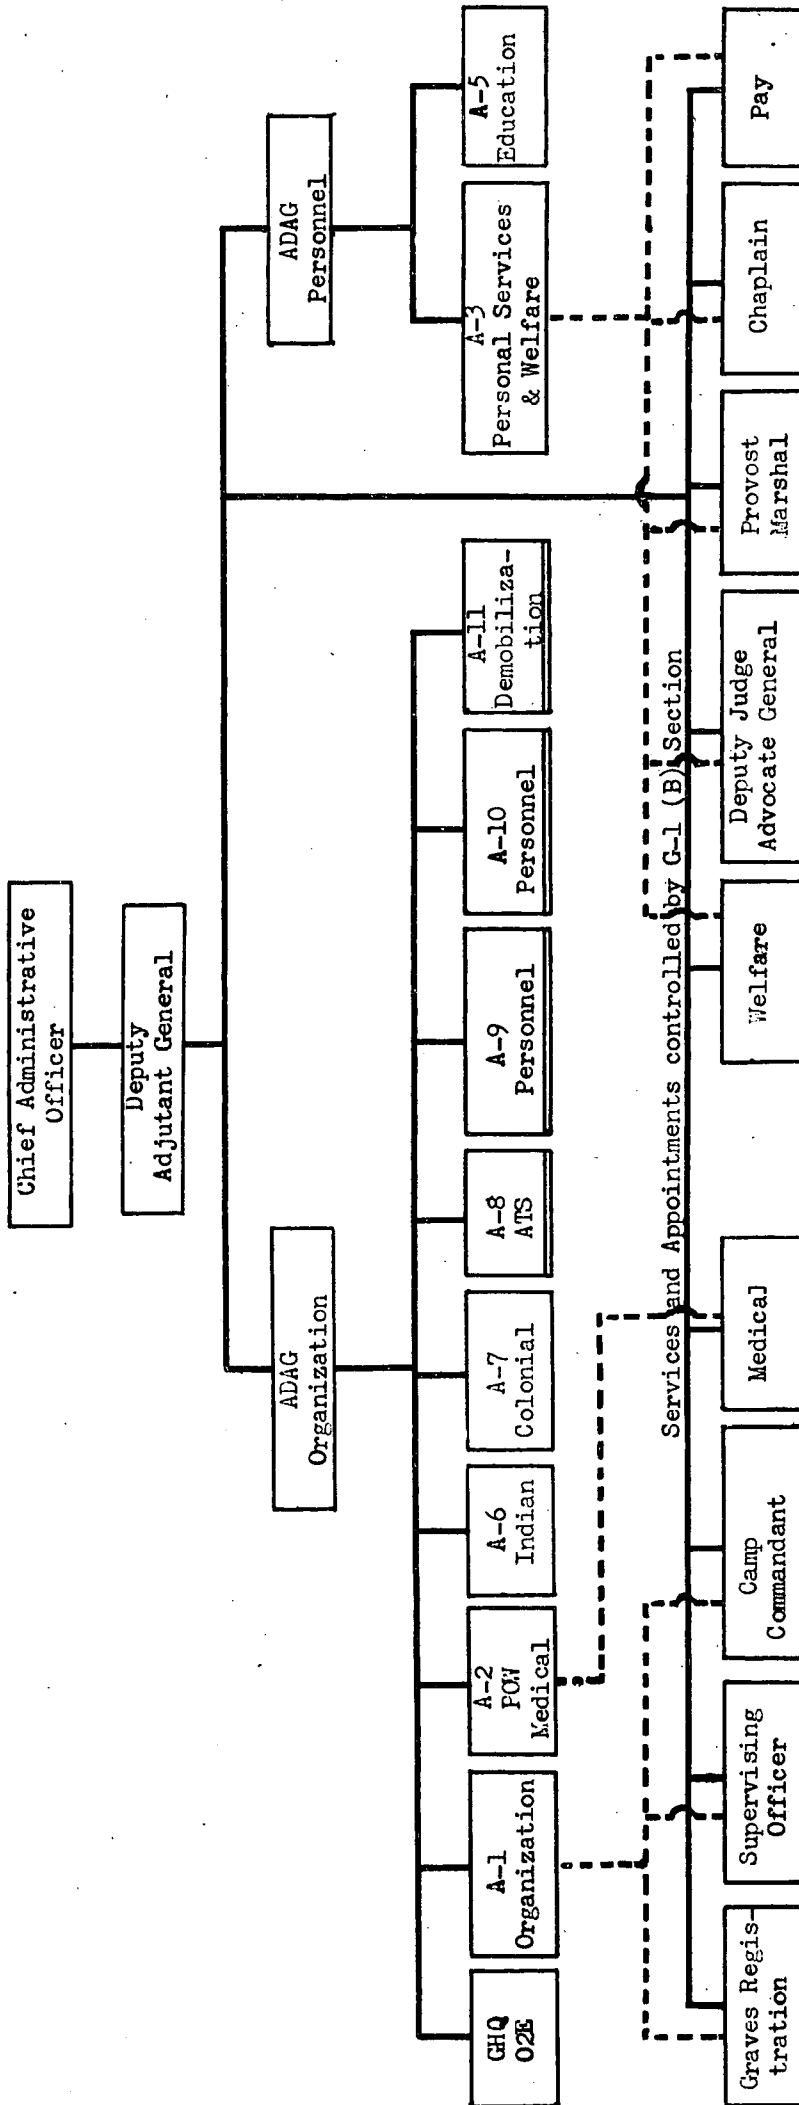 Chief Administrative
Officer
Deputy
Adjutant General
ADAG
Organization
ADAG
Personnel
GHQ
O2E
A-1
Organization
A-2
POW
Medical
A-6
Indian
A-7
Colonial
A-8
ATS
A-9
Personnel
A-10
Personnel
A-11
Demobiliza-
tion
A-3
Personal Services
& Welfare
A-5
Education
Services and Appointments controlled by G-1 (B) Section
Graves Regis-
tration
Supervising
Officer
Camp
Commandant
Medical
Welfare
Deputy Judge
Advocate General
Provost
Marshal
Chaplain
Pay